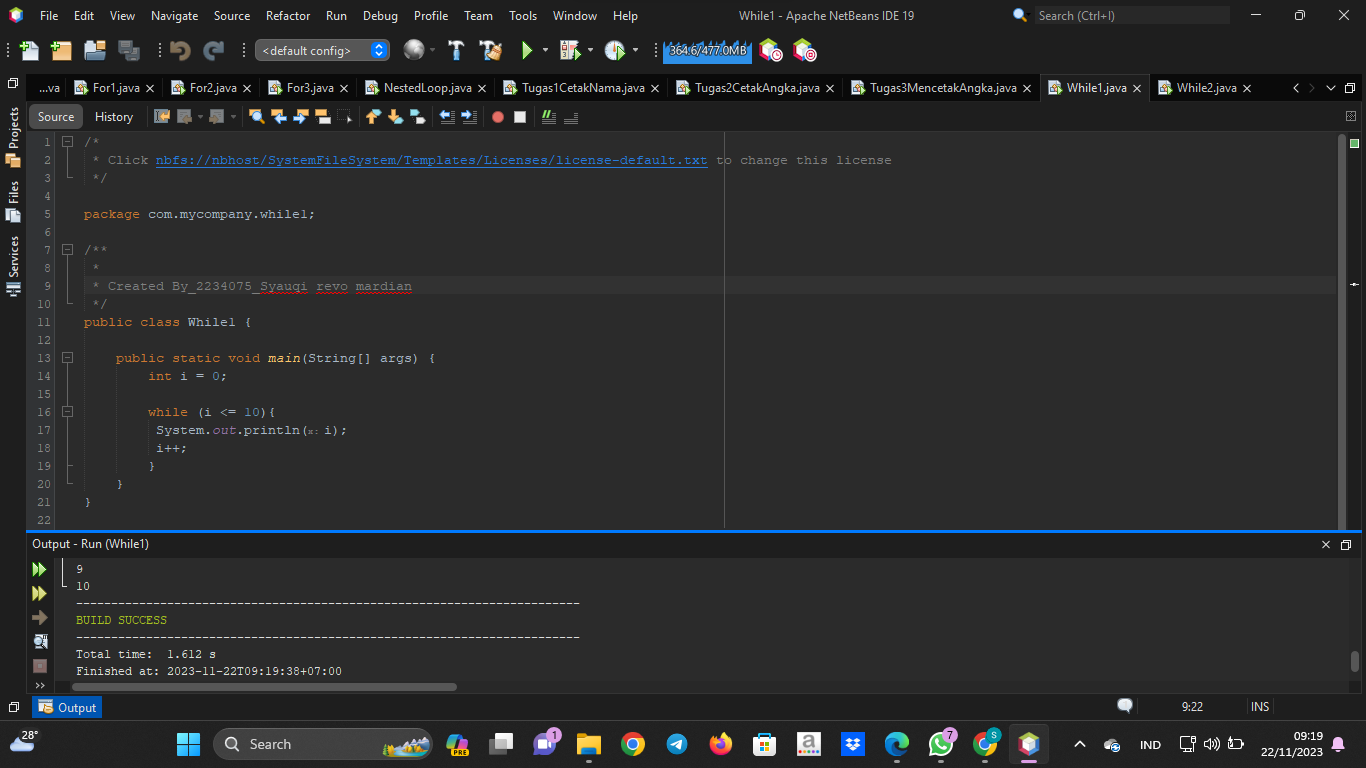 File Edit View Navigate Source Refactor Run Debug Profile Team Tools Window Help While1 - Apache NetBeans IDE 19 Search (Ctrl+I)
<default config> 364.6/477.0MB
...va For1.java For2.java For3.java NestedLoop.java Tugas1CetakNama.java Tugas2CetakAngka.java Tugas3MencetakAngka.java While1.java While2.java
Source History
Projects
Files
Services
1 /*
2 * Click nbfs://nbhost/SystemFileSystem/Templates/Licenses/license-default.txt to change this license
3 */
4
5 package com.mycompany.while1;
6
7 /**
8 *
9 * Created By_2234075_Syauqi revo mardian
10 */
11 public class While1 {
12
13 public static void main(String[] args) {
14 int i = 0;
15
16 while (i <= 10){
17 System.out.println(x: i);
18 i++;
19 }
20 }
21 }
22
Output - Run (While1)
9
10
------------------------------------------------------------------------
BUILD SUCCESS
------------------------------------------------------------------------
Total time:  1.612 s
Finished at: 2023-11-22T09:19:38+07:00
Output 9:22 INS
28° Search PRE 1 a 7 S IND 09:19
22/11/2023